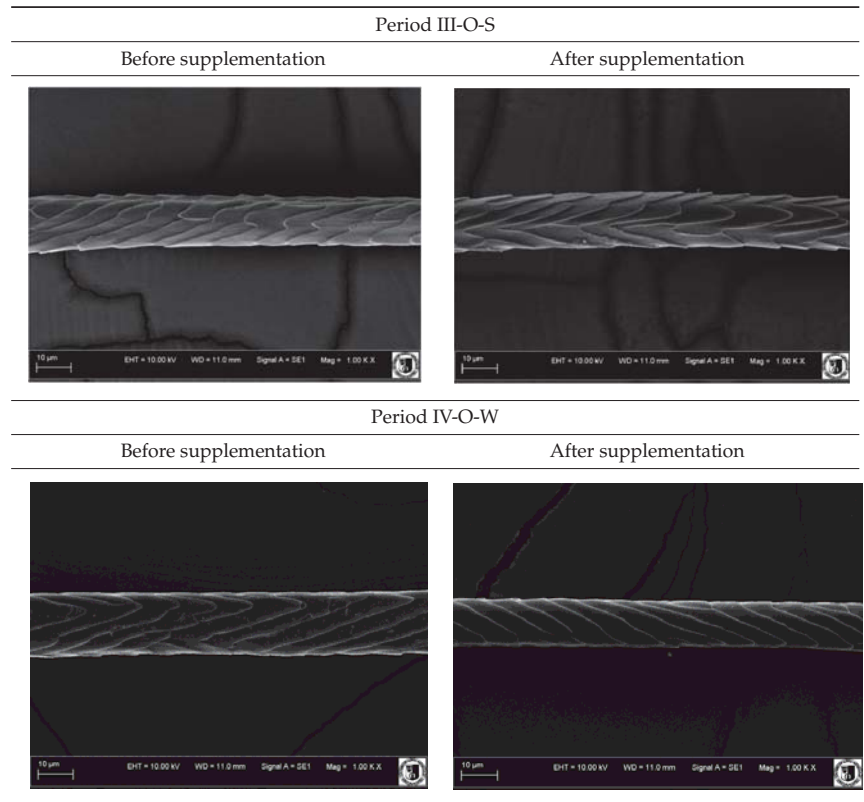 Period III-O-S
Before supplementation After supplementation
10 µm EHT = 10.00 kV WD = 11.0 mm Signal A = SE1 Mag = 1.00 K X
10 µm EHT = 10.00 kV WD = 11.0 mm Signal A = SE1 Mag = 1.00 K X
Period IV-O-W
Before supplementation After supplementation
10 µm EHT = 10.00 kV WD = 11.0 mm Signal A = SE1 Mag = 1.00 K X
10 µm EHT = 10.00 kV WD = 11.0 mm Signal A = SE1 Mag = 1.00 K X